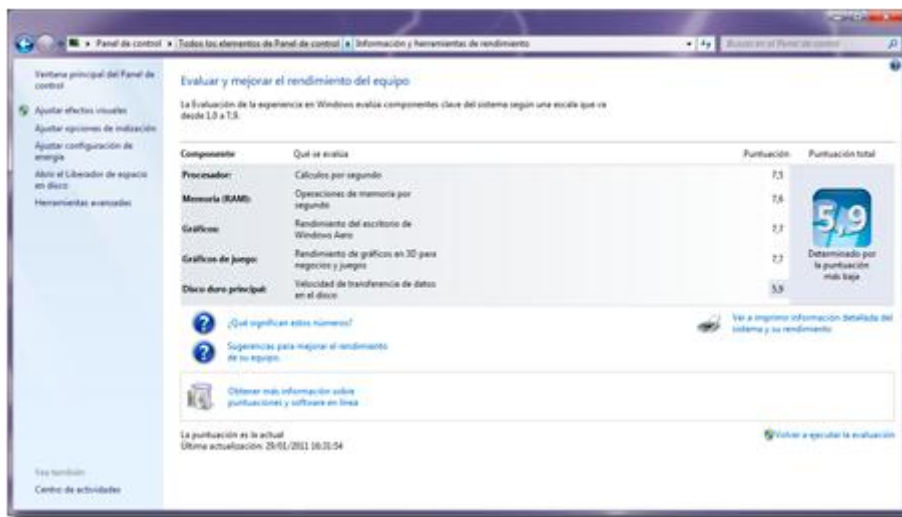 Panel de control ▸ Todos los elementos de Panel de control ▸ Información y herramientas de rendimiento
Buscar en el Panel de control
Ventana principal del Panel de
control
Ajustar efectos visuales
Ajustar opciones de indización
Ajustar configuración de
energía
Abrir el Liberador de espacio
en disco
Herramientas avanzadas
Vea también
Centro de actividades
Evaluar y mejorar el rendimiento del equipo
La Evaluación de la experiencia en Windows evalúa componentes clave del sistema según una escala que va
desde 1,0 a 7,9.
Componente Qué se evalúa Puntuación Puntuación total
Procesador: Cálculos por segundo 7,5
Memoria (RAM): Operaciones de memoria por
segundo 7,6
Gráficos: Rendimiento del escritorio de
Windows Aero 7,7
Gráficos de juego: Rendimiento de gráficos en 3D para
negocios y juegos 7,7
Disco duro principal: Velocidad de transferencia de datos
en el disco 5,9
5,9
Determinado por
la puntuación
más baja
¿Qué significan estos números?
Sugerencias para mejorar el rendimiento
de su equipo.
Ver e imprimir información detallada del
sistema y su rendimiento
Obtener más información sobre
puntuaciones y software en línea
La puntuación es la actual
Última actualización: 29/01/2011 16:31:54
Volver a ejecutar la evaluación